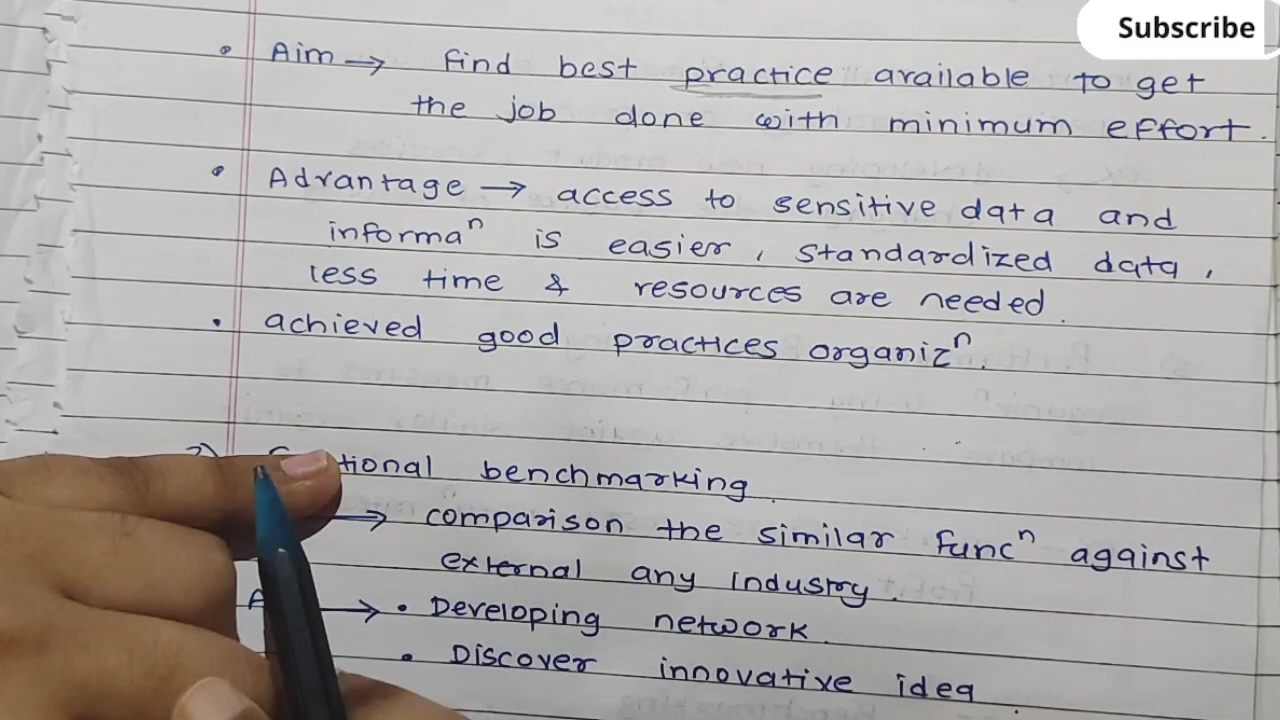 Subscribe
• Aim → Find best practice available to get
the job done with minimum effort.
• Advantage → access to sensitive data and
informaⁿ is easier, standardized data,
less time & resources are needed.
• achieved good practices organizⁿ.
tional benchmarking.
→ comparison the similar funcⁿ against
external any industry.
→ • Developing network.
• Discover innovative idea